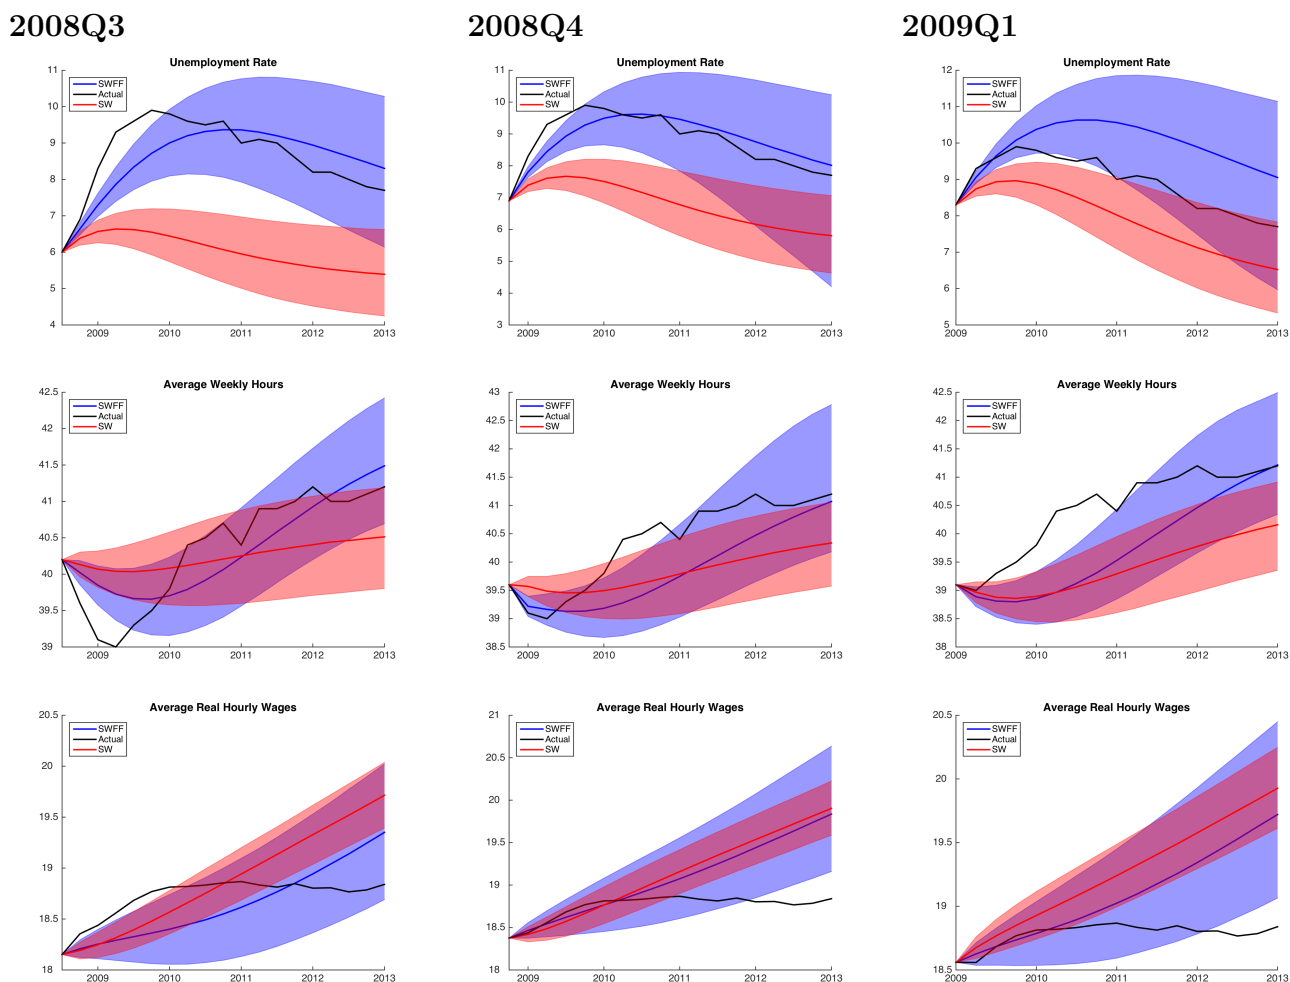 2008Q3 2008Q4 2009Q1
Unemployment Rate
SWFF
Actual
SW
11
10
9
8
7
6
5
4
2009 2010 2011 2012 2013
Unemployment Rate
SWFF
Actual
SW
11
10
9
8
7
6
5
4
3
2009 2010 2011 2012 2013
Unemployment Rate
SWFF
Actual
SW
12
11
10
9
8
7
6
5
2009 2010 2011 2012 2013
Average Weekly Hours
SWFF
Actual
SW
42.5
42
41.5
41
40.5
40
39.5
39
2009 2010 2011 2012 2013
Average Weekly Hours
SWFF
Actual
SW
43
42.5
42
41.5
41
40.5
40
39.5
39
38.5
2009 2010 2011 2012 2013
Average Weekly Hours
SWFF
Actual
SW
42.5
42
41.5
41
40.5
40
39.5
39
38.5
38
2009 2010 2011 2012 2013
Average Real Hourly Wages
SWFF
Actual
SW
20.5
20
19.5
19
18.5
18
2009 2010 2011 2012 2013
Average Real Hourly Wages
SWFF
Actual
SW
21
20.5
20
19.5
19
18.5
18
2009 2010 2011 2012 2013
Average Real Hourly Wages
SWFF
Actual
SW
20.5
20
19.5
19
18.5
2009 2010 2011 2012 2013